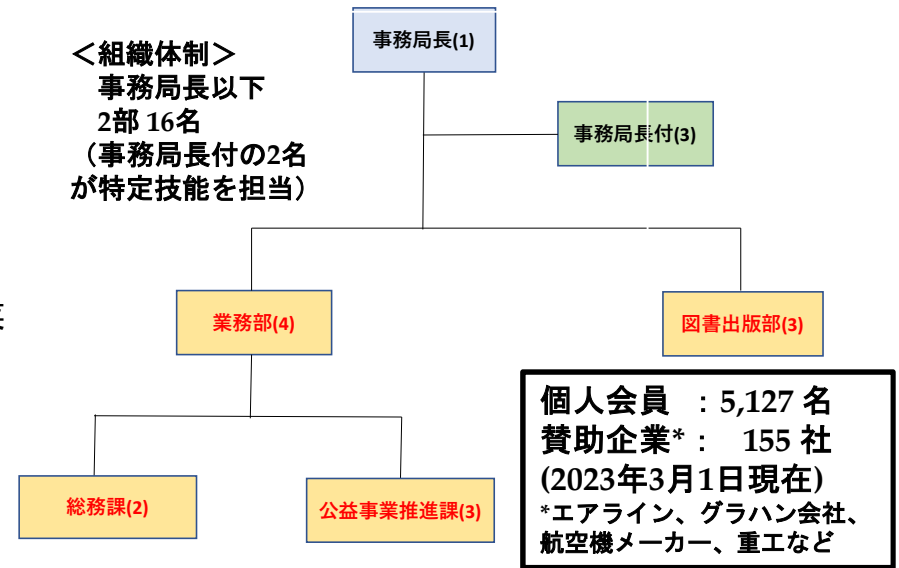 事務局長(1)
＜組織体制＞
事務局長以下
2部 16名
（事務局長付の2名
が特定技能を担当）
事務局長付(3)
業務部(4)
図書出版部(3)
総務課(2)
公益事業推進課(3)
個人会員 ：5,127 名
賛助企業*： 155 社
(2023年3月1日現在)
*エアライン、グラハン会社、
航空機メーカー、重工など